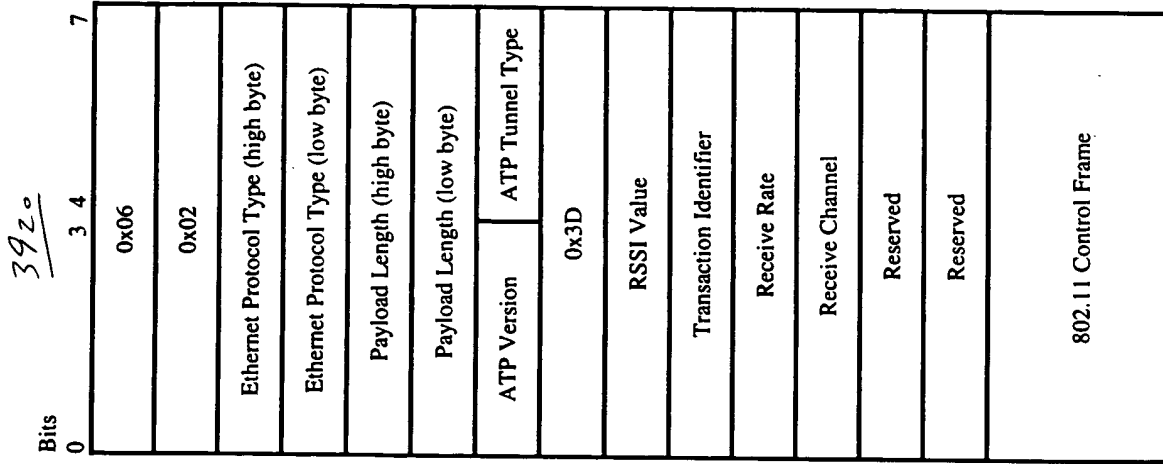 3920
Bits
0 3 4 7
0x06
0x02
Ethernet Protocol Type (high byte)
Ethernet Protocol Type (low byte)
Payload Length (high byte)
Payload Length (low byte)
ATP Version ATP Tunnel Type
0x3D
RSSI Value
Transaction Identifier
Receive Rate
Receive Channel
Reserved
Reserved
802.11 Control Frame